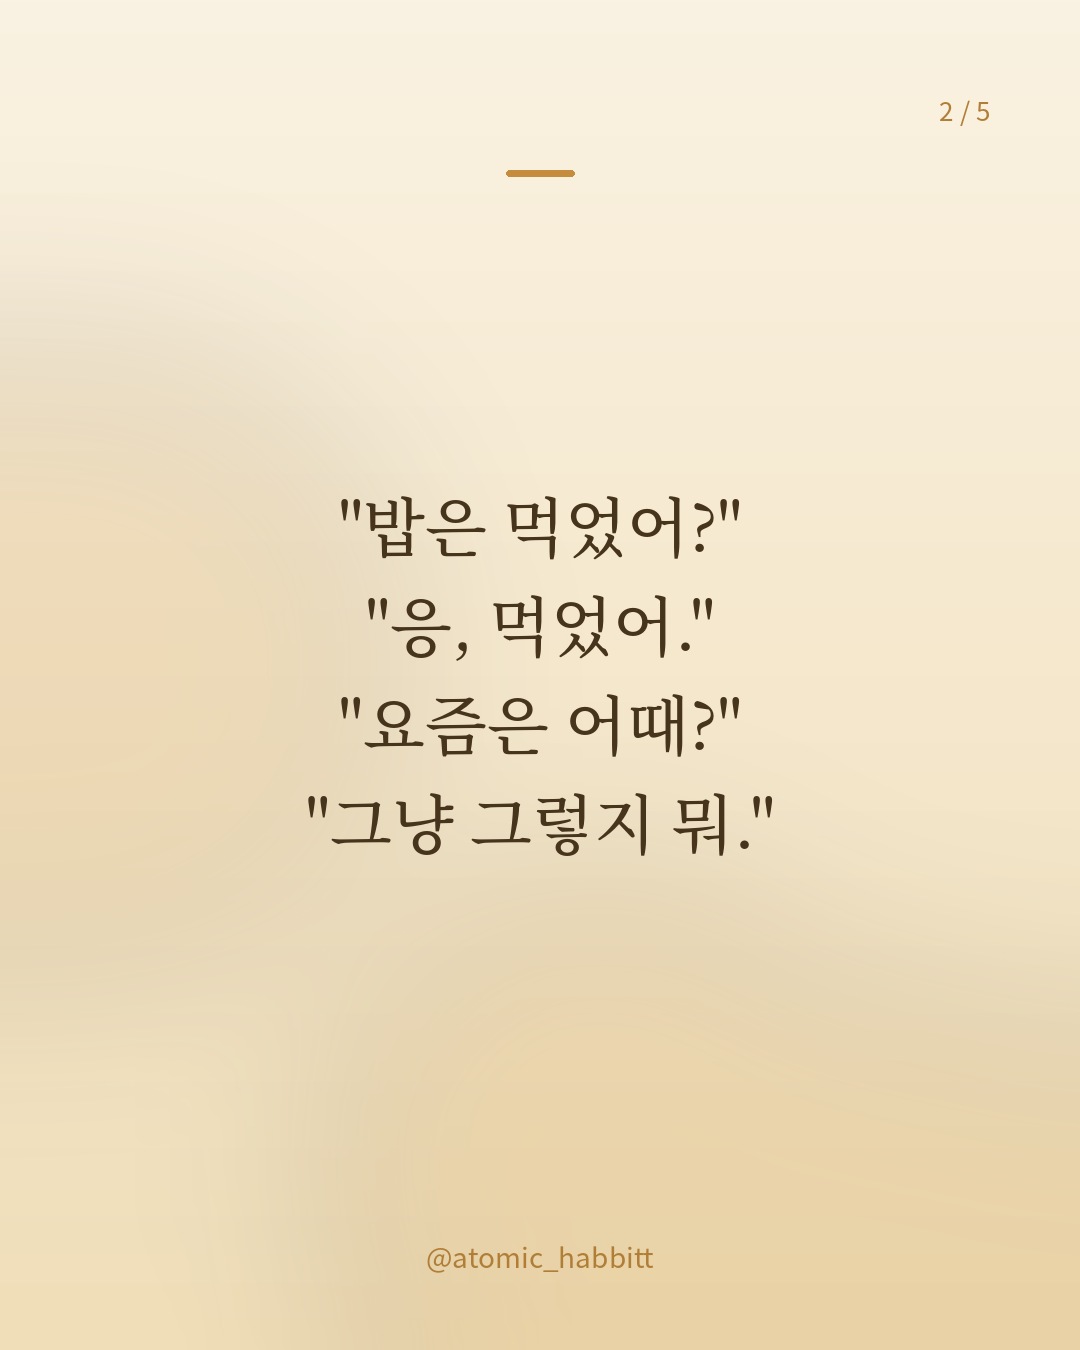 2 / 5
"밥은 먹었어?"
"응, 먹었어."
"요즘은 어때?"
"그냥 그렇지 뭐."
@atomic_habbitt